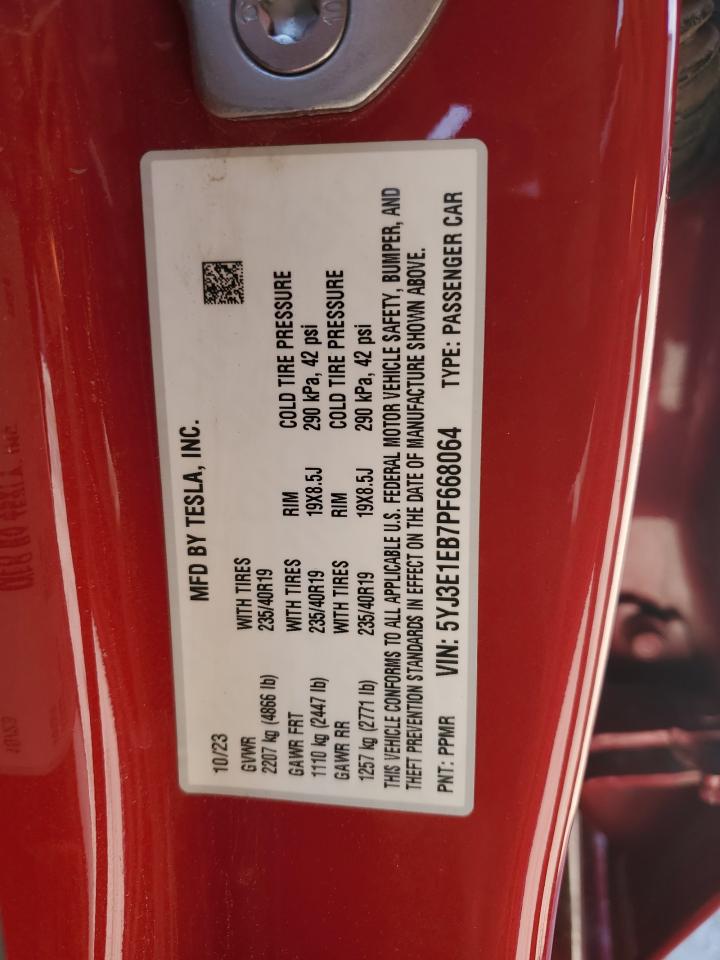 MFD BY TESLA, INC.
10/23
GVWR WITH TIRES
2207 kg (4866 lb) 235/40R19
GAWR FRT WITH TIRES RIM COLD TIRE PRESSURE
1110 kg (2447 lb) 235/40R19 19X8.5J 290 kPa, 42 psi
GAWR RR WITH TIRES RIM COLD TIRE PRESSURE
1257 kg (2771 lb) 235/40R19 19X8.5J 290 kPa, 42 psi
THIS VEHICLE CONFORMS TO ALL APPLICABLE U.S. FEDERAL MOTOR VEHICLE SAFETY, BUMPER, AND
THEFT PREVENTION STANDARDS IN EFFECT ON THE DATE OF MANUFACTURE SHOWN ABOVE.
PNT: PPMR VIN: 5YJ3E1EB7PF668064 TYPE: PASSENGER CAR